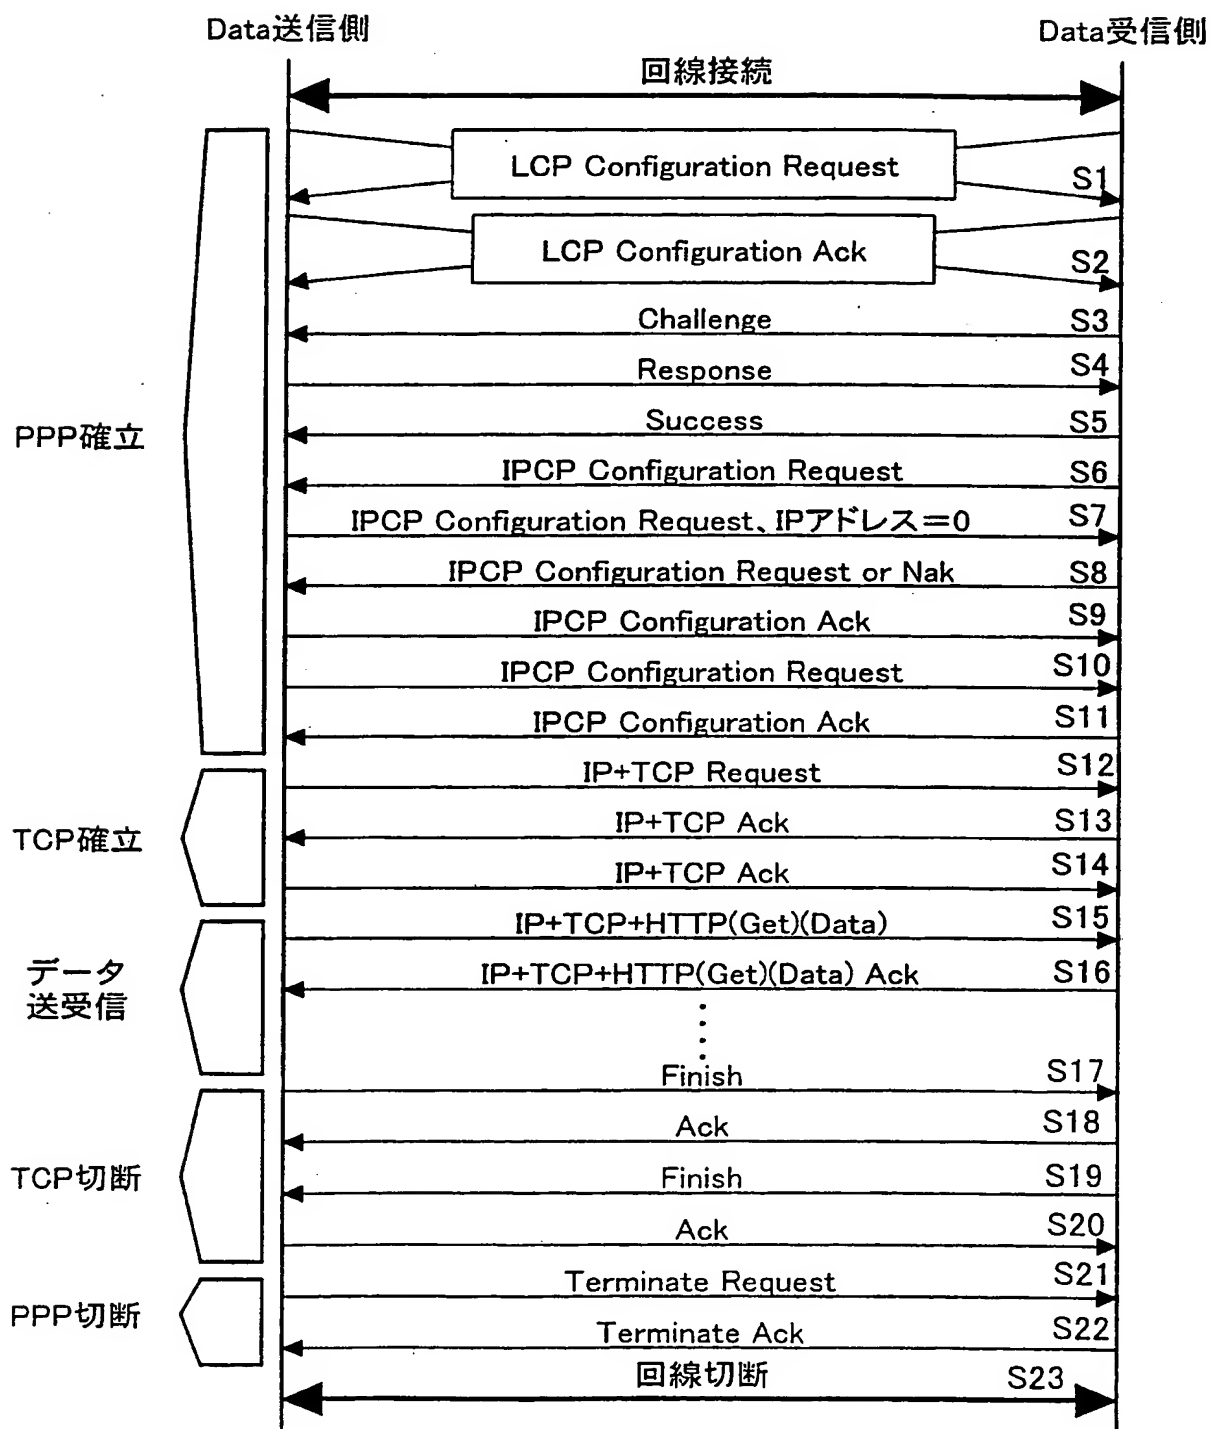 Data送信側
Data受信側
回線接続
LCP Configuration Request
S1
LCP Configuration Ack
S2
Challenge
S3
Response
S4
PPP確立
Success
S5
IPCP Configuration Request
S6
IPCP Configuration Request、IPアドレス=0
S7
IPCP Configuration Request or Nak
S8
IPCP Configuration Ack
S9
IPCP Configuration Request
S10
IPCP Configuration Ack
S11
IP+TCP Request
S12
TCP確立
IP+TCP Ack
S13
IP+TCP Ack
S14
IP+TCP+HTTP(Get)(Data)
S15
データ
送受信
IP+TCP+HTTP(Get)(Data) Ack
S16
Finish
S17
Ack
S18
TCP切断
Finish
S19
Ack
S20
Terminate Request
S21
PPP切断
Terminate Ack
S22
回線切断
S23